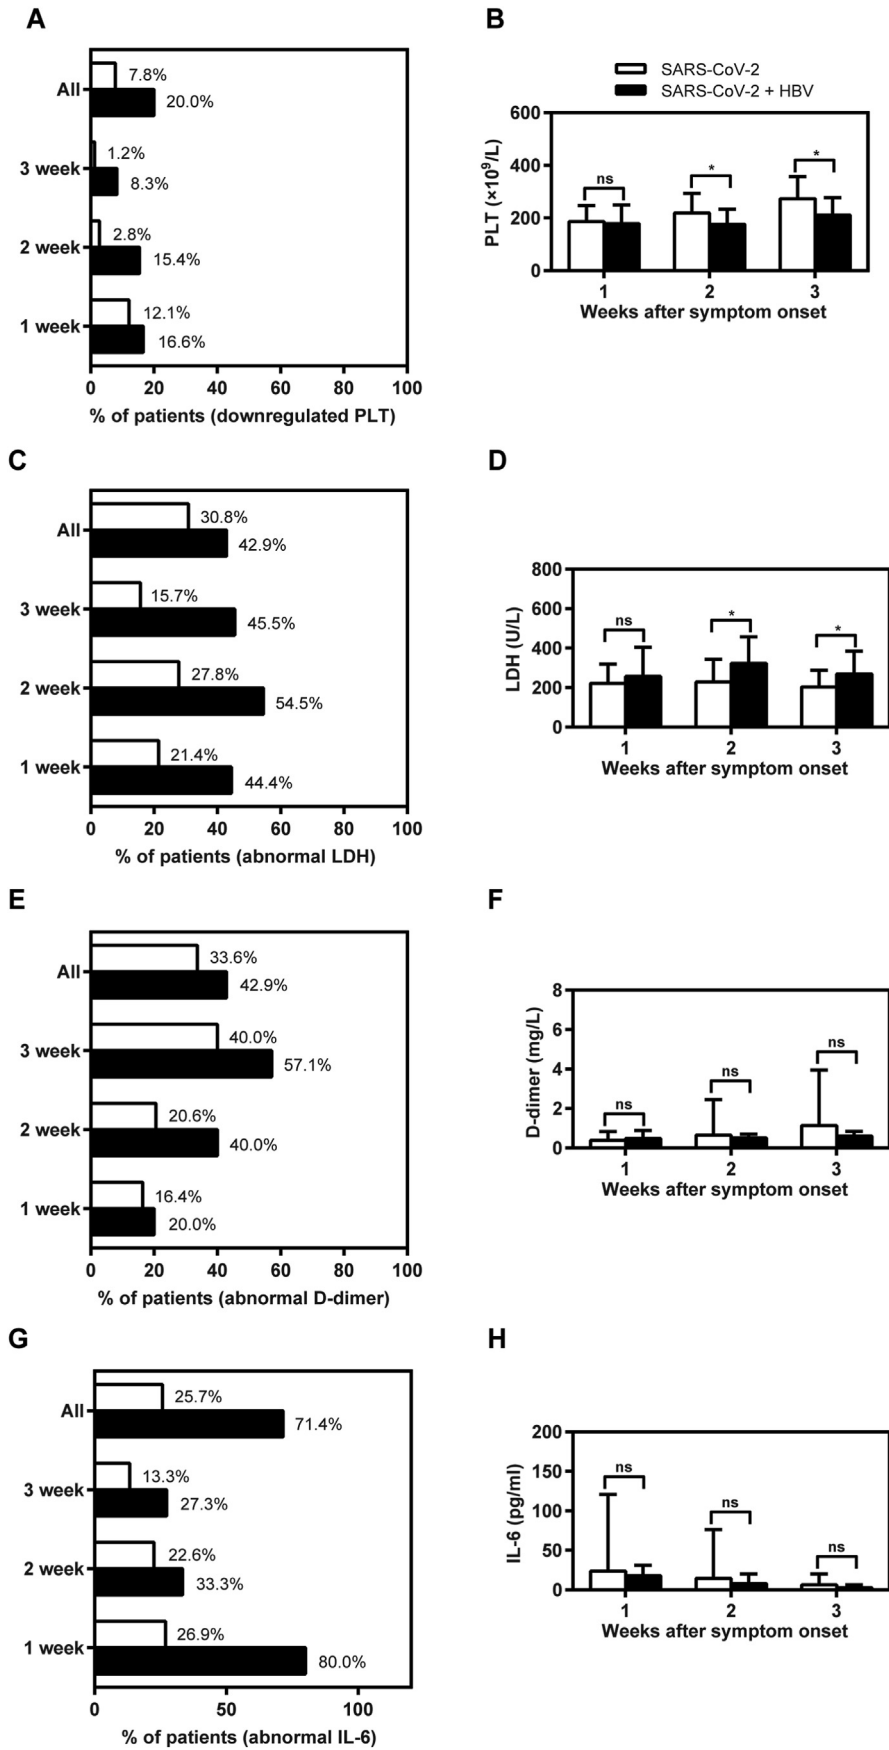 A
All
7.8%
20.0%
3 week
1.2%
8.3%
2 week
2.8%
15.4%
1 week
12.1%
16.6%
0 20 40 60 80 100
% of patients (downregulated PLT)
B
SARS-CoV-2
SARS-CoV-2 + HBV
PLT (×10⁹/L)
600
400
200
0
ns
*
*
1 2 3
Weeks after symptom onset
C
All
30.8%
42.9%
3 week
15.7%
45.5%
2 week
27.8%
54.5%
1 week
21.4%
44.4%
0 20 40 60 80 100
% of patients (abnormal LDH)
D
LDH (U/L)
800
600
400
200
0
ns
*
*
1 2 3
Weeks after symptom onset
E
All
33.6%
42.9%
3 week
40.0%
57.1%
2 week
20.6%
40.0%
1 week
16.4%
20.0%
0 20 40 60 80 100
% of patients (abnormal D-dimer)
F
D-dimer (mg/L)
8
6
4
2
0
ns
ns
ns
1 2 3
Weeks after symptom onset
G
All
25.7%
71.4%
3 week
13.3%
27.3%
2 week
22.6%
33.3%
1 week
26.9%
80.0%
0 50 100
% of patients (abnormal IL-6)
H
IL-6 (pg/ml)
200
150
100
50
0
ns
ns
ns
1 2 3
Weeks after symptom onset